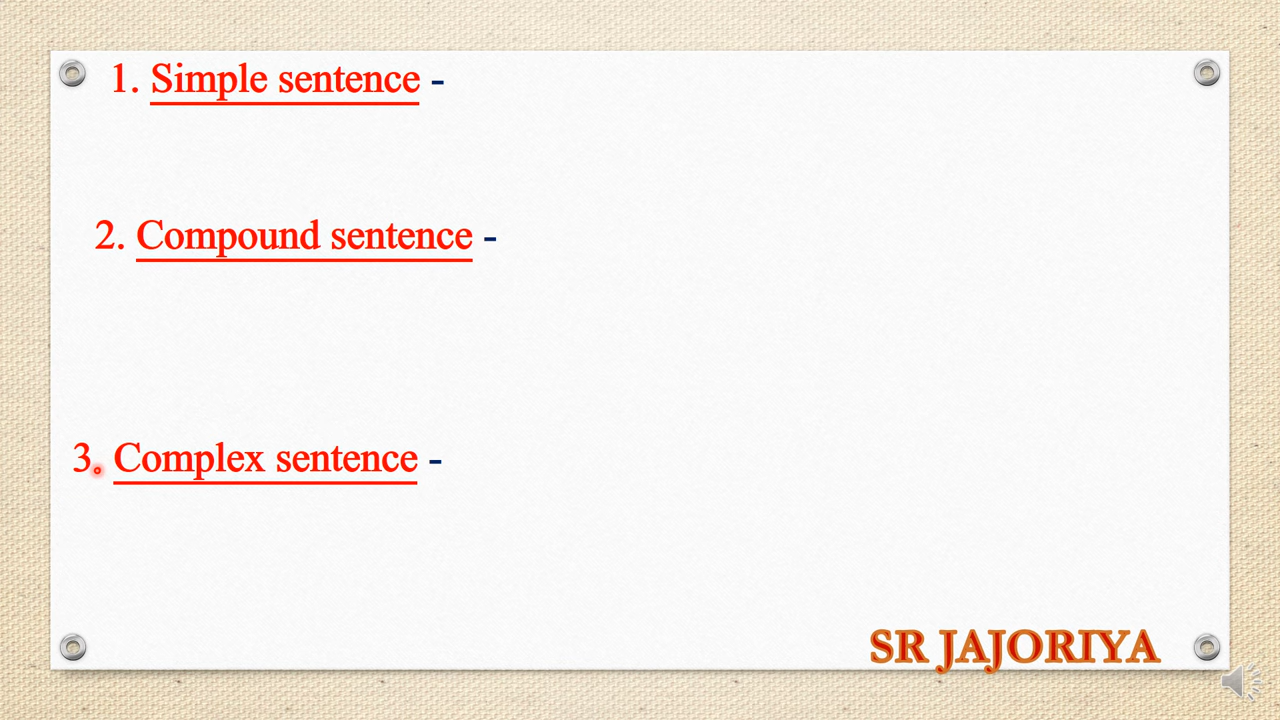 1. Simple sentence -
2. Compound sentence -
3. Complex sentence -
SR JAJORIYA